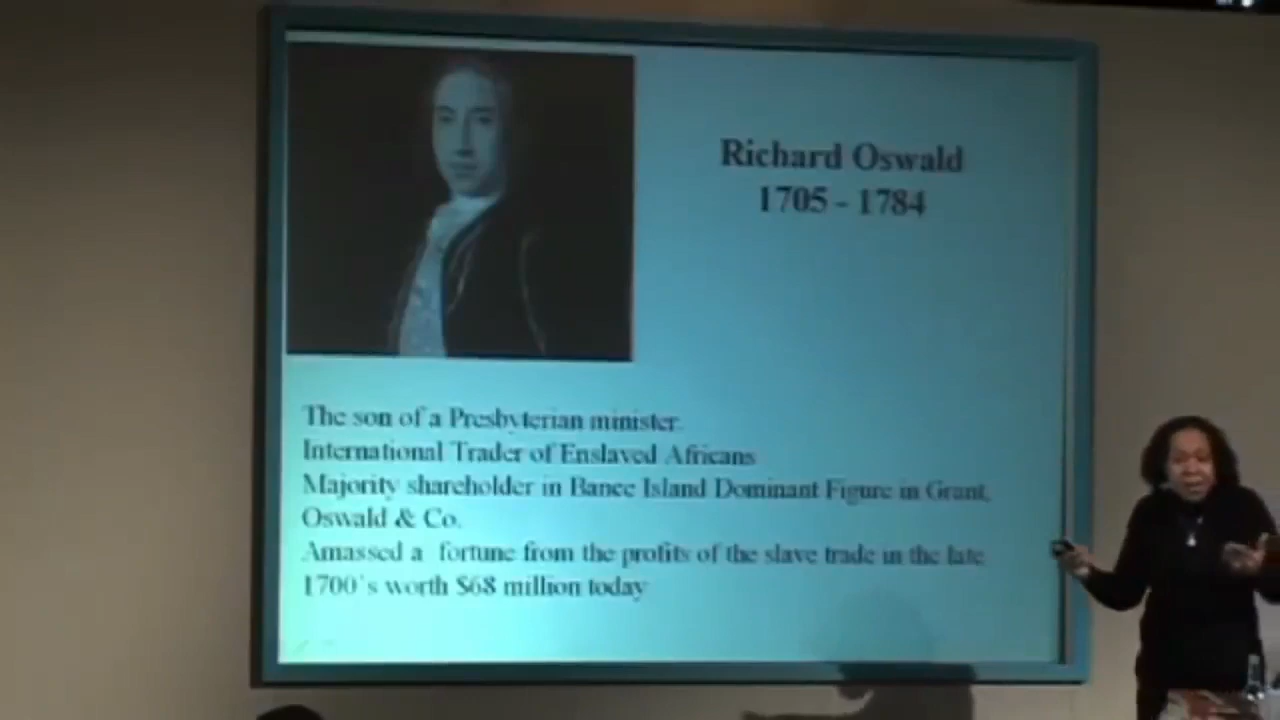 Richard Oswald
1705 - 1784
The son of a Presbyterian minister.
International Trader of Enslaved Africans
Majority shareholder in Bance Island Dominant Figure in Grant,
Oswald & Co.
Amassed a fortune from the profits of the slave trade in the late
1700's worth $68 million today